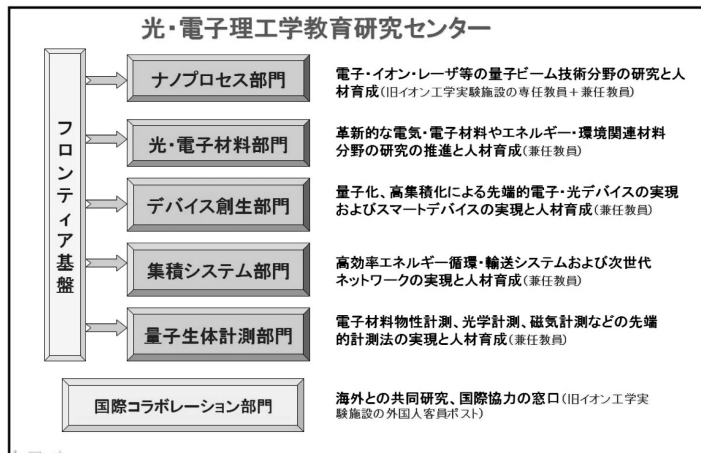 光・電子理工学教育研究センター
フロンティア基盤
ナノプロセス部門
電子・イオン・レーザ等の量子ビーム技術分野の研究と人
材育成(旧イオン工学実験施設の専任教員+兼任教員)
光・電子材料部門
革新的な電気・電子材料やエネルギー・環境関連材料
分野の研究の推進と人材育成(兼任教員)
デバイス創生部門
量子化、高集積化による先端的電子・光デバイスの実現
およびスマートデバイスの実現と人材育成(兼任教員)
集積システム部門
高効率エネルギー循環・輸送システムおよび次世代
ネットワークの実現と人材育成(兼任教員)
量子生体計測部門
電子材料物性計測、光学計測、磁気計測などの先端
的計測法の実現と人材育成(兼任教員)
国際コラボレーション部門
海外との共同研究、国際協力の窓口(旧イオン工学実
験施設の外国人客員ポスト)